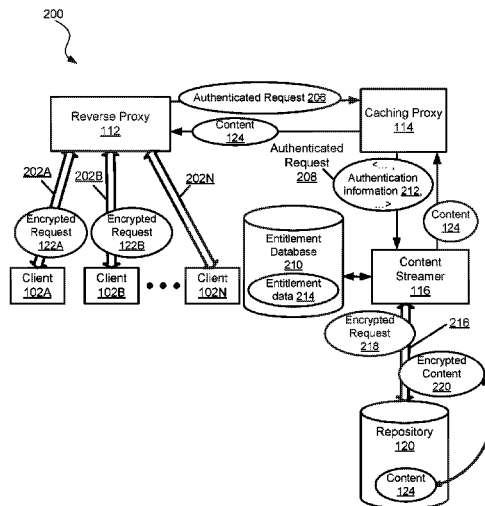 200
Authenticated Request 206
Reverse Proxy
112
Caching Proxy
114
Content
124
Authenticated
Request
208
<... ,
Authentication
information 212,
...>
202A
202B
202N
Content
124
Encrypted
Request
122A
Encrypted
Request
122B
Entitlement
Database
210
Entitlement
data 214
Content
Streamer
116
Client
102A
Client
102B
Client
102N
Encrypted
Request
218
216
Encrypted
Content
220
Repository
120
Content
124